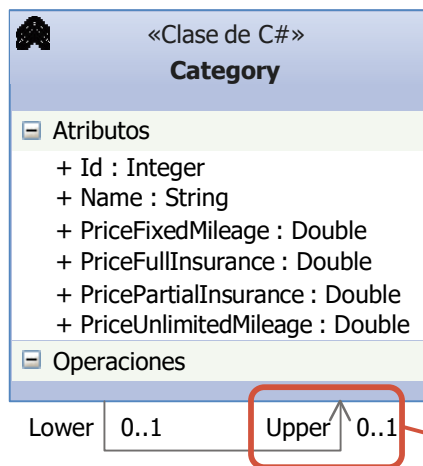 «Clase de C#»
Category
Atributos
+ Id : Integer
+ Name : String
+ PriceFixedMileage : Double
+ PriceFullInsurance : Double
+ PricePartialInsurance : Double
+ PriceUnlimitedMileage : Double
Operaciones
Lower 0..1 Upper 0..1